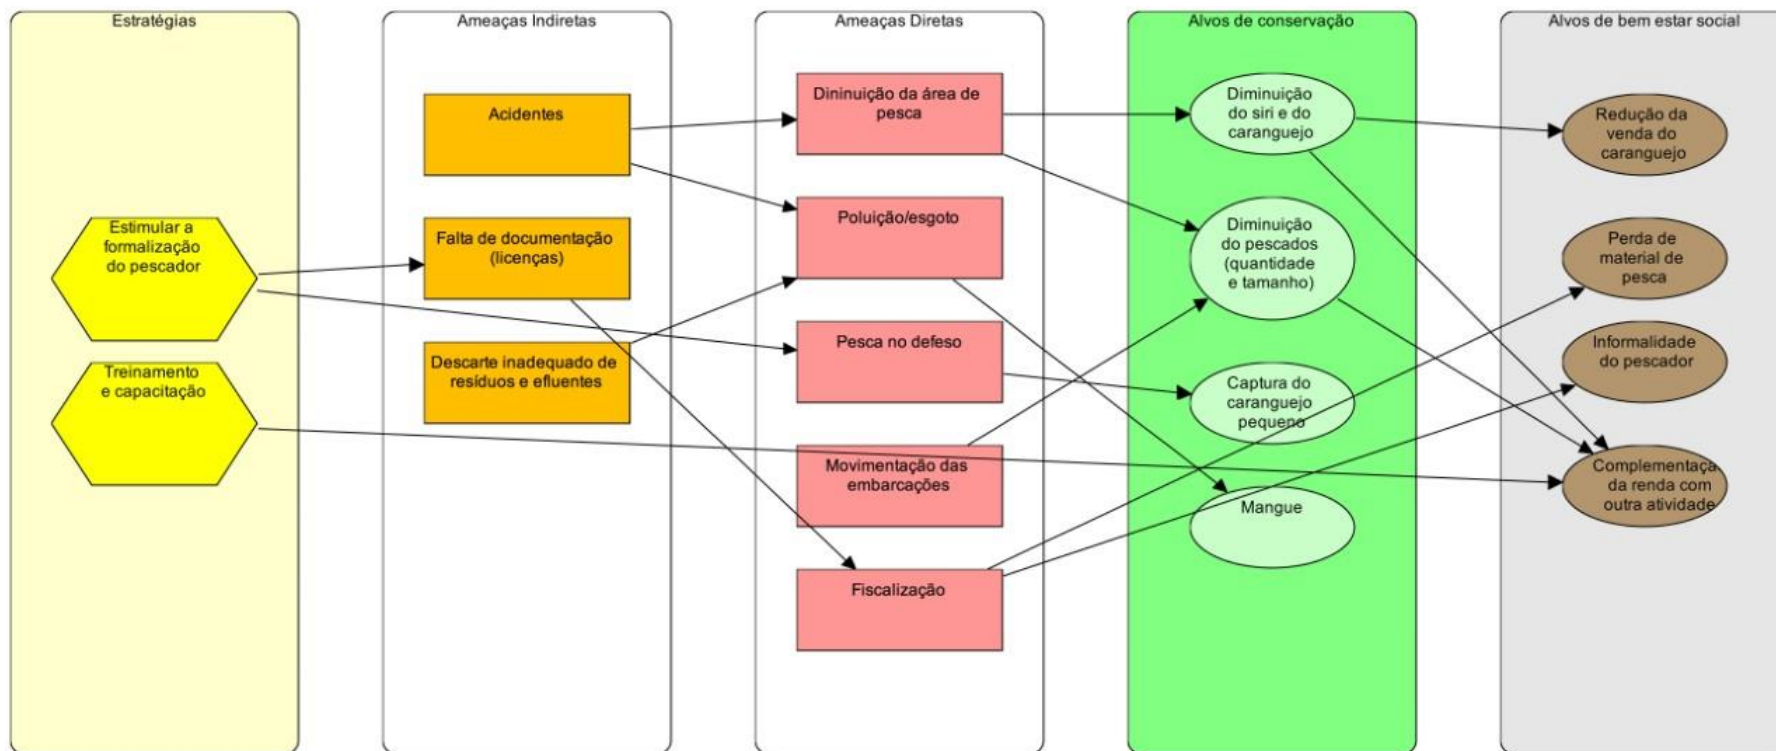 Estratégias
Estimular a
formalização
do pescador
Treinamento
e capacitação
Ameaças Indiretas
Acidentes
Falta de documentação
(licenças)
Descarte inadequado de
resíduos e efluentes
Ameaças Diretas
Dininuição da área de
pesca
Poluição/esgoto
Pesca no defeso
Movimentação das
embarcações
Fiscalização
Alvos de conservação
Diminuição
do siri e do
caranguejo
Diminuição
do pescados
(quantidade
e tamanho)
Captura do
caranguejo
pequeno
Mangue
Alvos de bem estar social
Redução da
venda do
caranguejo
Perda de
material de
pesca
Informalidade
do pescador
Complementaça
da renda com
outra atividade